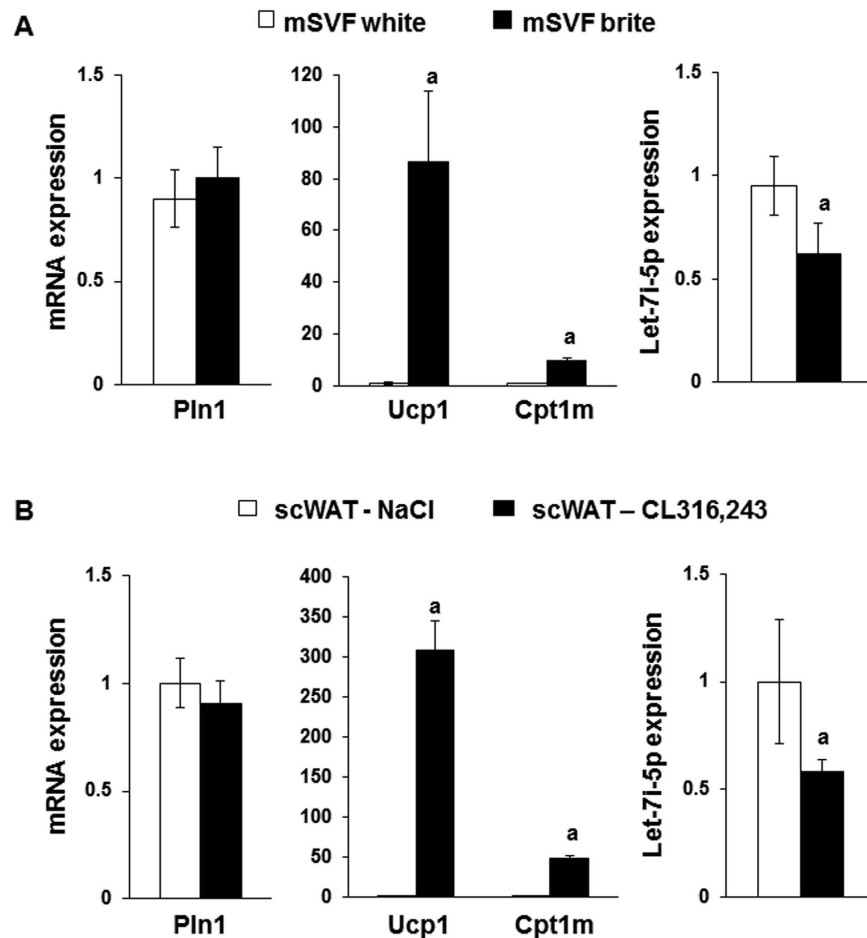 A
mSVF white mSVF brite
mRNA expression
1.5
1
0.5
0
Pln1
120
100
80
60
40
20
0
a
a
Ucp1 Cpt1m
Let-7i-5p expression
1.5
1
0.5
0
a
B
scWAT - NaCl scWAT – CL316,243
mRNA expression
1.5
1
0.5
0
Pln1
400
350
300
250
200
150
100
50
0
a
a
Ucp1 Cpt1m
Let-7i-5p expression
1.5
1
0.5
0
a